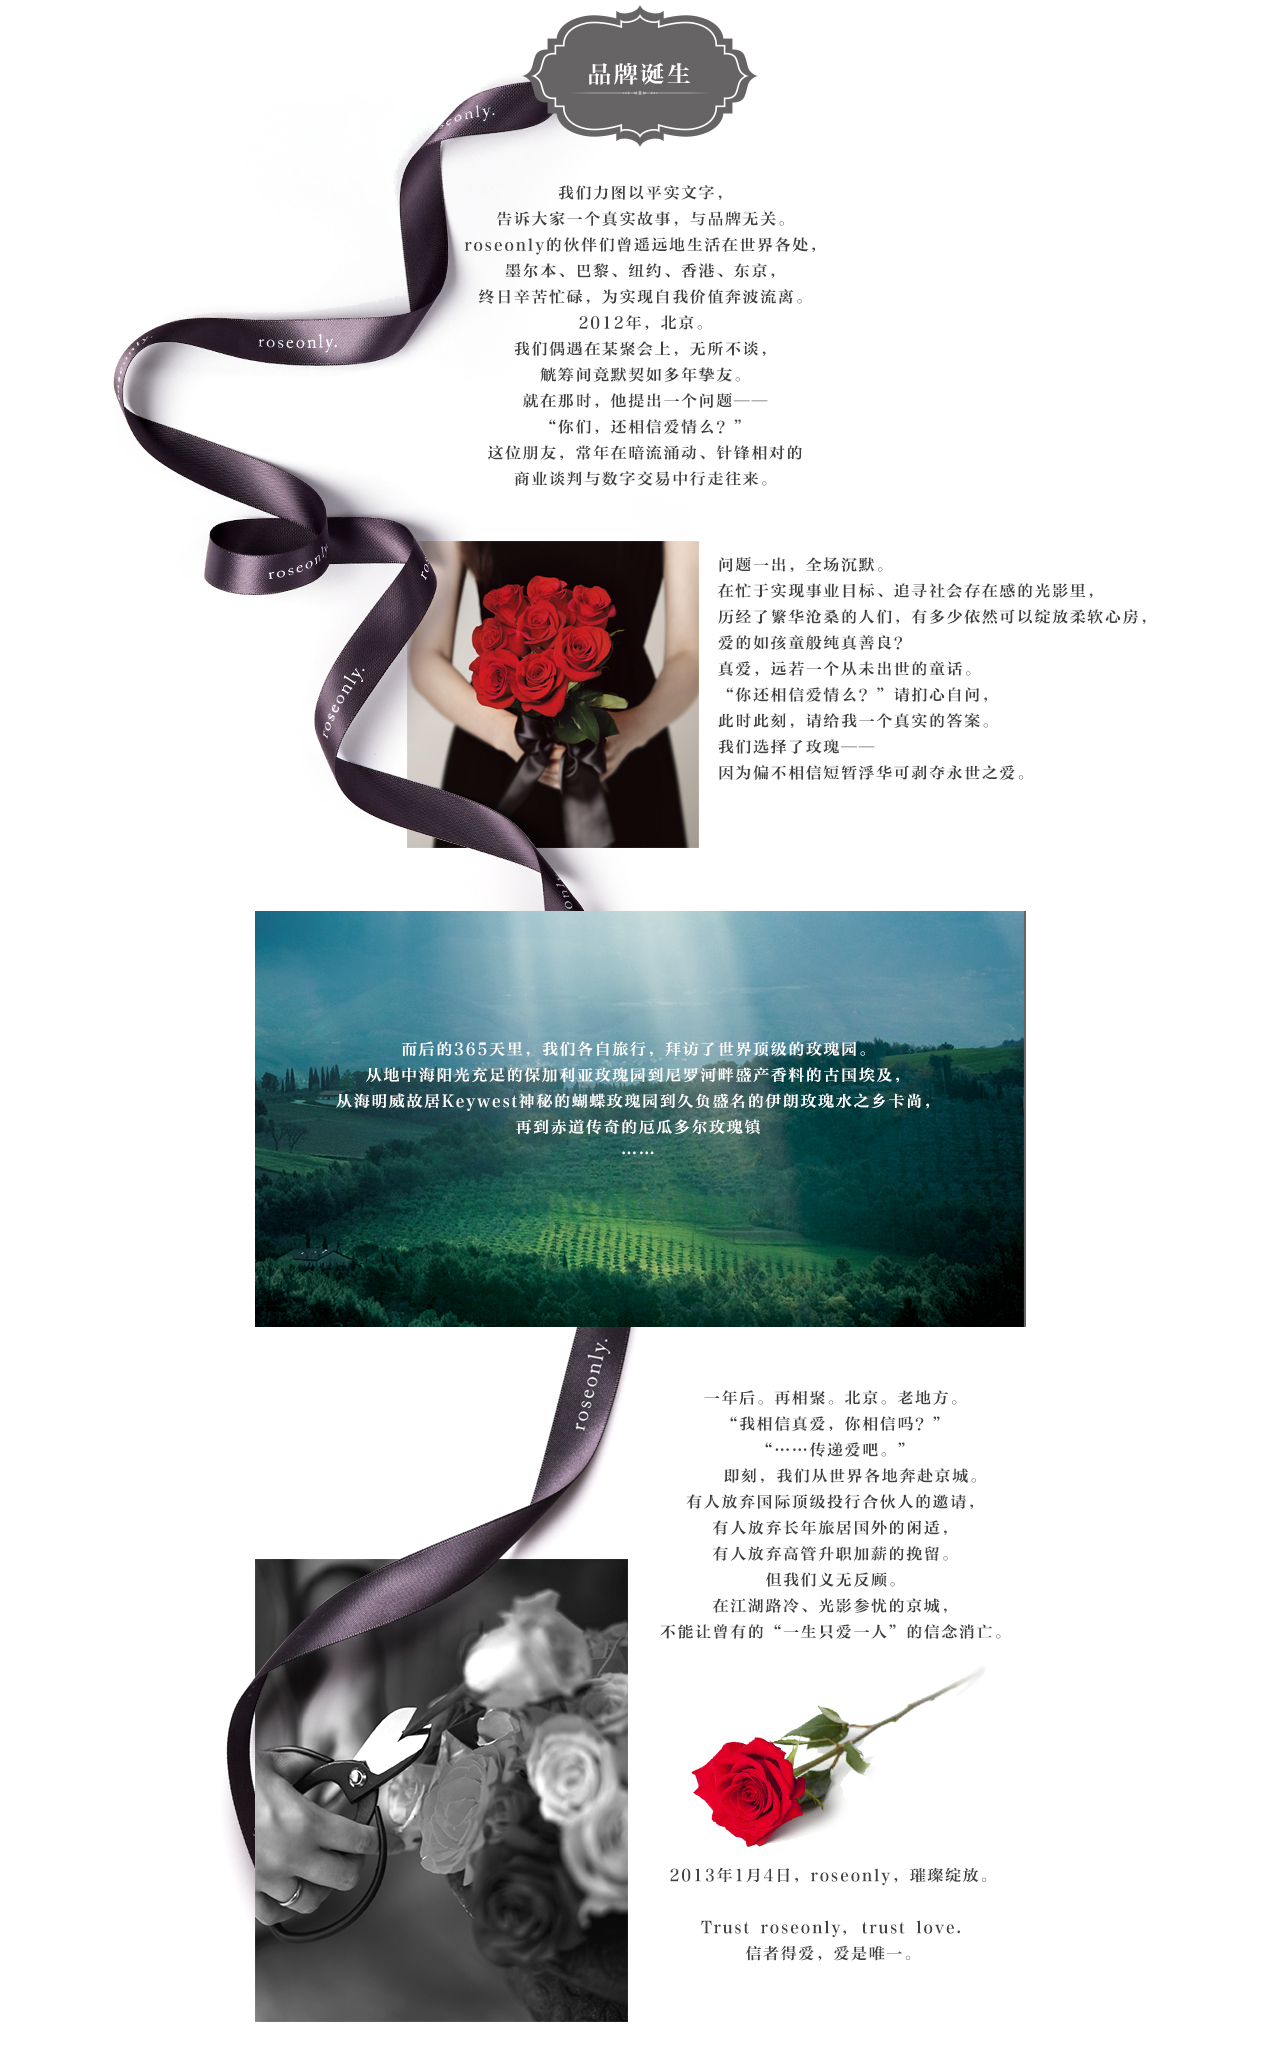 品牌诞生
seonly.
我们力图以平实文字，
告诉大家一个真实故事，与品牌无关。
roseonly的伙伴们曾遥远地生活在世界各处，
墨尔本、巴黎、纽约、香港、东京，
终日辛苦忙碌，为实现自我价值奔波流离。
2012年，北京。
我们偶遇在某聚会上，无所不谈，
觥筹间竟默契如多年挚友。
就在那时，他提出一个问题——
“你们，还相信爱情么？”
这位朋友，常年在暗流涌动、针锋相对的
商业谈判与数字交易中行走往来。
roseonly.
only.
roseonly
ros
roseonly.
only
问题一出，全场沉默。
在忙于实现事业目标、追寻社会存在感的光影里，
历经了繁华沧桑的人们，有多少依然可以绽放柔软心房，
爱的如孩童般纯真善良？
真爱，远若一个从未出世的童话。
“你还相信爱情么？”请扪心自问，
此时此刻，请给我一个真实的答案。
我们选择了玫瑰——
因为偏不相信短暂浮华可剥夺永世之爱。
而后的365天里，我们各自旅行，拜访了世界顶级的玫瑰园。
从地中海阳光充足的保加利亚玫瑰园到尼罗河畔盛产香料的古国埃及，
从海明威故居Keywest神秘的蝴蝶玫瑰园到久负盛名的伊朗玫瑰水之乡卡尚，
再到赤道传奇的厄瓜多尔玫瑰镇
……
roseonly.
一年后。再相聚。北京。老地方。
“我相信真爱，你相信吗？”
“……传递爱吧。”
即刻，我们从世界各地奔赴京城。
有人放弃国际顶级投行合伙人的邀请，
有人放弃长年旅居国外的闲适，
有人放弃高管升职加薪的挽留。
但我们义无反顾。
在江湖路冷、光影参忧的京城，
不能让曾有的“一生只爱一人”的信念消亡。
2013年1月4日，roseonly，璀璨绽放。
Trust roseonly, trust love.
信者得爱，爱是唯一。